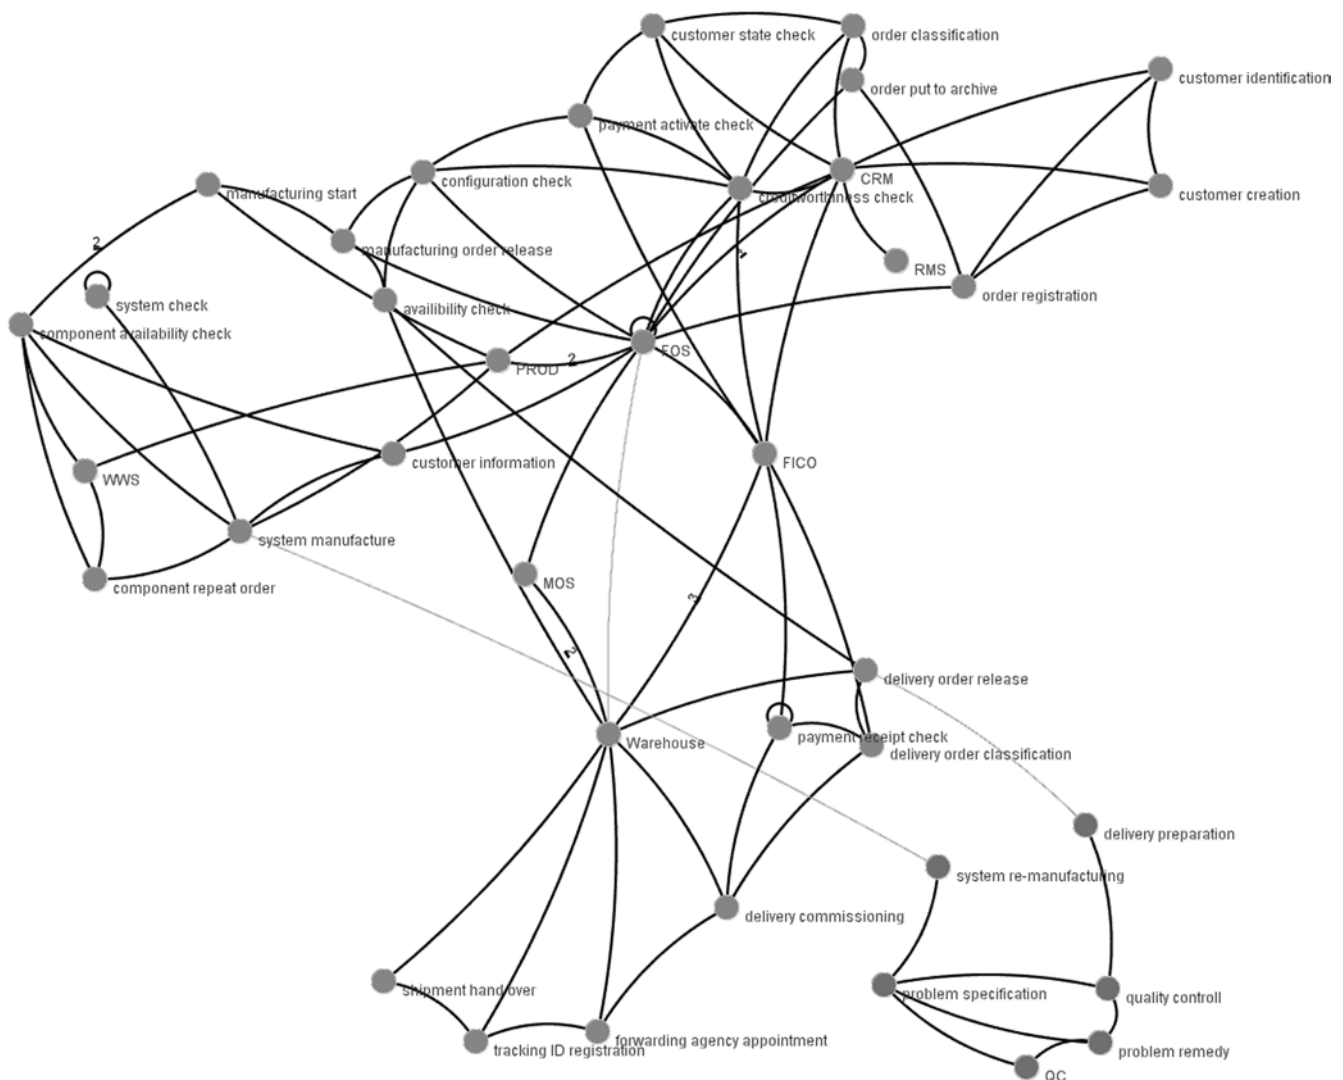 customer state check
order classification
customer identification
order put to archive
payment activate check
configuration check
CRM
manufacturing start
creditworthiness check
customer creation
2
manufacturing order release
RMS
system check
availibility check
order registration
component availability check
FOS
2
PROD
customer information
FICO
WWS
system manufacture
MOS
component repeat order
3
2
delivery order release
Warehouse
payment receipt check
delivery order classification
delivery preparation
system re-manufacturing
delivery commissioning
shipment hand over
problem specification
quality controll
tracking ID registration
forwarding agency appointment
problem remedy
QC